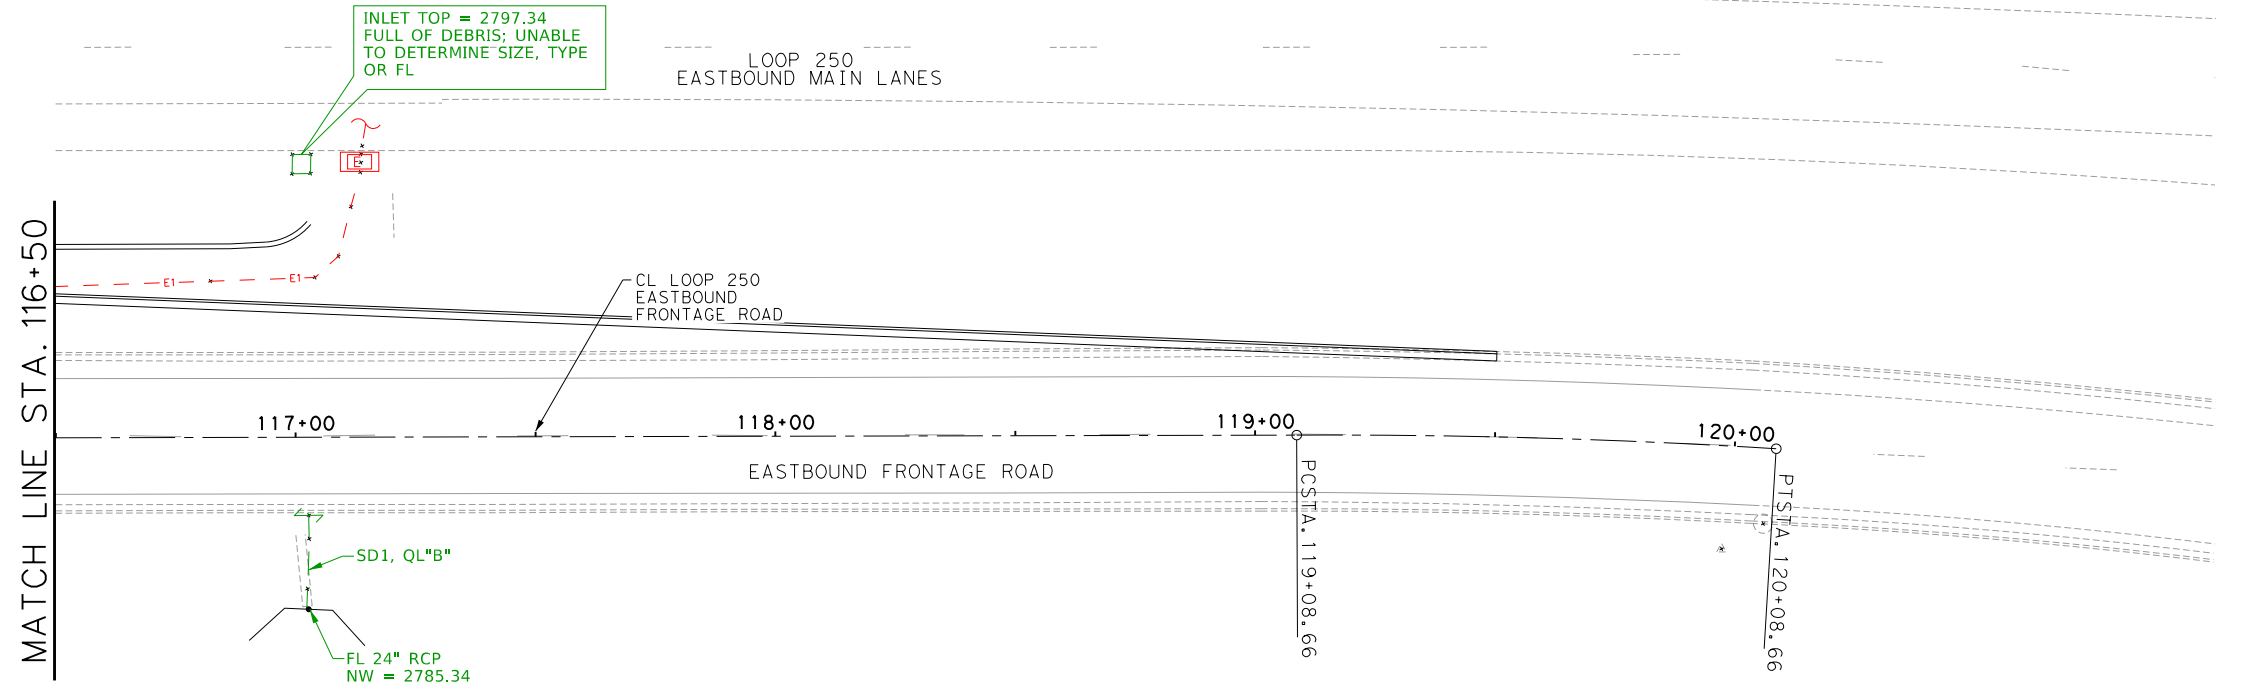 INLET TOP = 2797.34
FULL OF DEBRIS; UNABLE
TO DETERMINE SIZE, TYPE
OR FL
LOOP 250
EASTBOUND MAIN LANES
E
MATCH LINE STA. 116+50
E1
E1
CL LOOP 250
EASTBOUND
FRONTAGE ROAD
117+00
118+00
119+00
120+00
EASTBOUND FRONTAGE ROAD
PCSTA. 119+08.66
PTSTA. 120+08.66
SD1, QL"B"
FL 24" RCP
NW = 2785.34